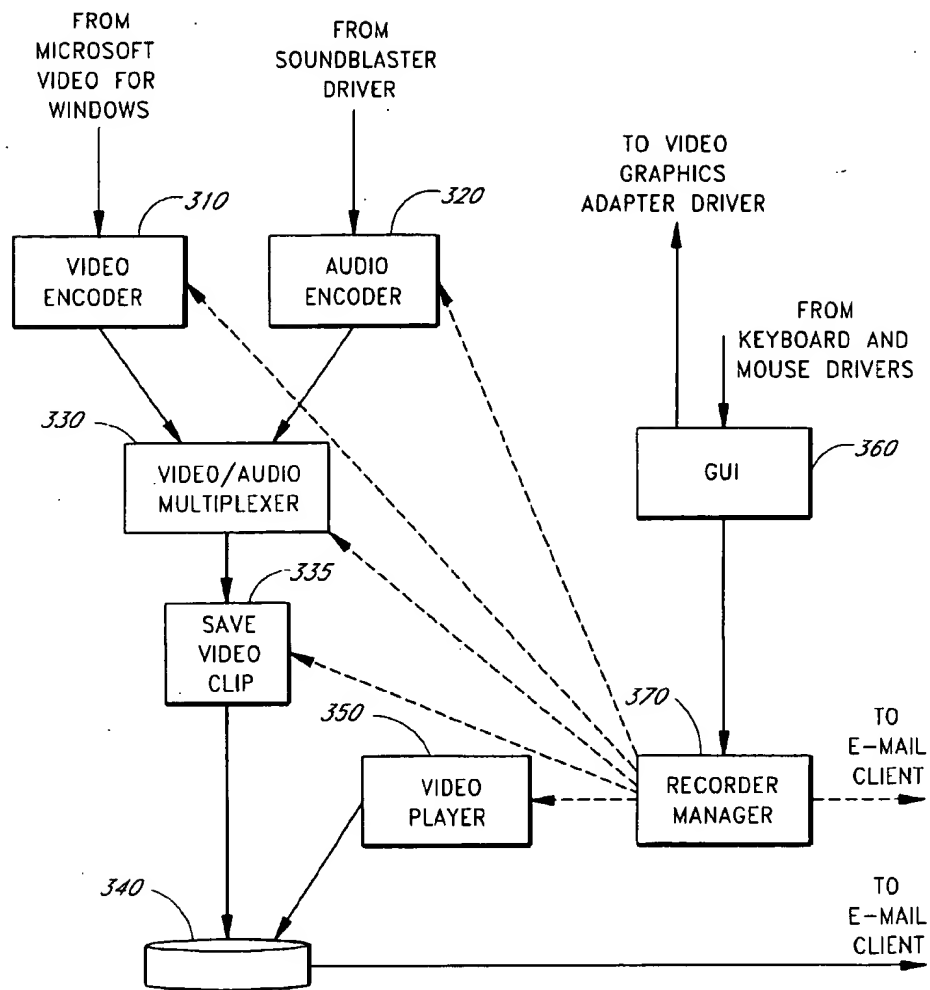 FROM
MICROSOFT
VIDEO FOR
WINDOWS
FROM
SOUNDBLASTER
DRIVER
TO VIDEO
GRAPHICS
ADAPTER DRIVER
310
320
VIDEO
ENCODER
AUDIO
ENCODER
FROM
KEYBOARD AND
MOUSE DRIVERS
330
VIDEO/AUDIO
MULTIPLEXER
GUI
360
335
SAVE
VIDEO
CLIP
350
370
VIDEO
PLAYER
RECORDER
MANAGER
TO
E-MAIL
CLIENT
340
TO
E-MAIL
CLIENT